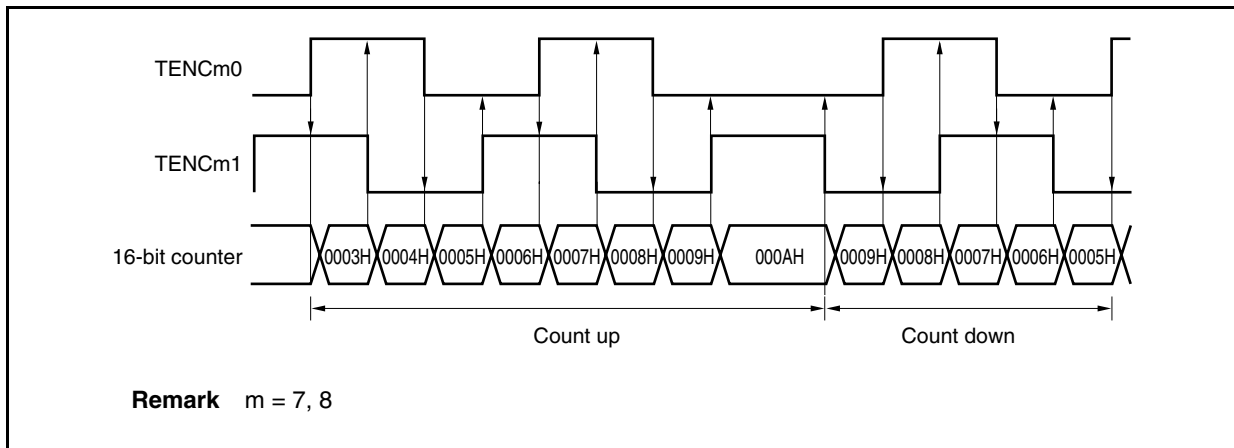 TENCm0
TENCm1
16-bit counter 0003H 0004H 0005H 0006H 0007H 0008H 0009H 000AH 0009H 0008H 0007H 0006H 0005H
Count up Count down
Remark m = 7, 8